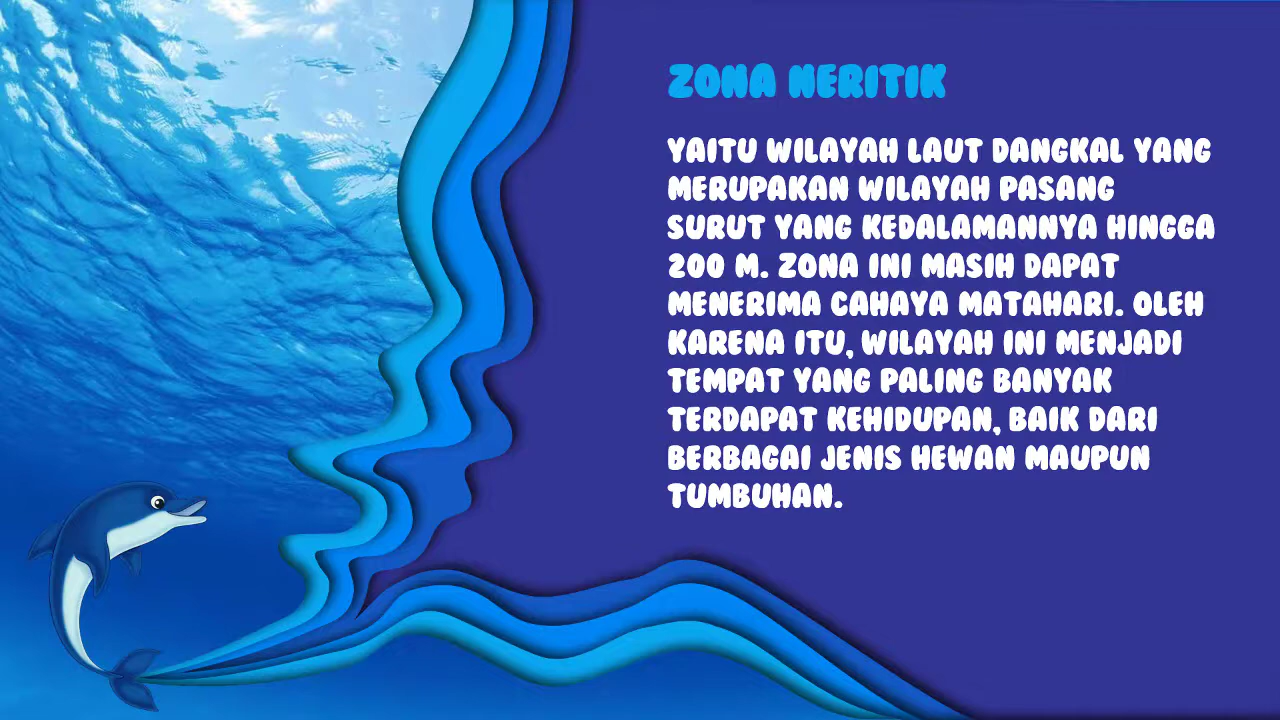 ZONA NERITIK
YAITU WILAYAH LAUT DANGKAL YANG
MERUPAKAN WILAYAH PASANG
SURUT YANG KEDALAMANNYA HINGGA
200 M. ZONA INI MASIH DAPAT
MENERIMA CAHAYA MATAHARI. OLEH
KARENA ITU, WILAYAH INI MENJADI
TEMPAT YANG PALING BANYAK
TERDAPAT KEHIDUPAN, BAIK DARI
BERBAGAI JENIS HEWAN MAUPUN
TUMBUHAN.